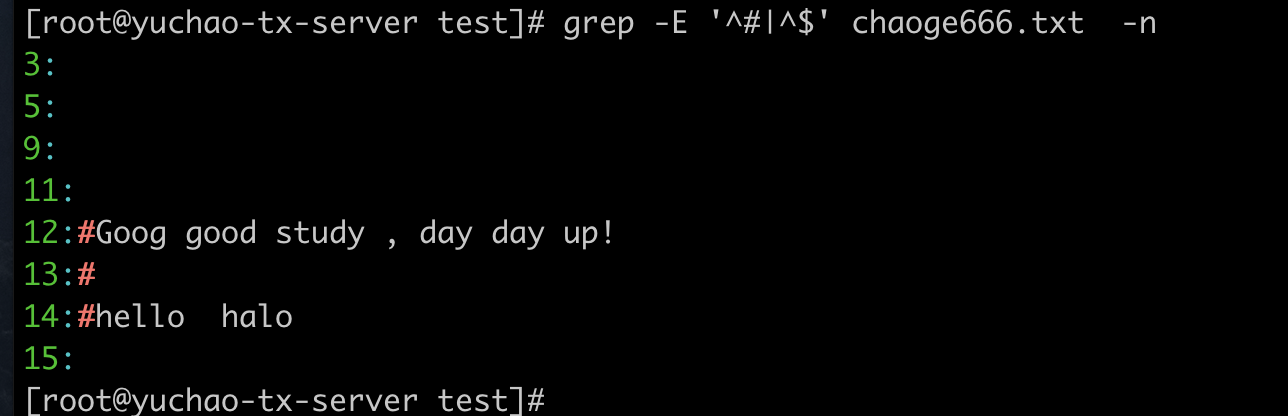 [root@yuchao-tx-server test]# grep -E '^#|^$' chaoge666.txt  -n
3:
5:
9:
11:
12:#Goog good study , day day up!
13:#
14:#hello  halo
15:
[root@yuchao-tx-server test]#